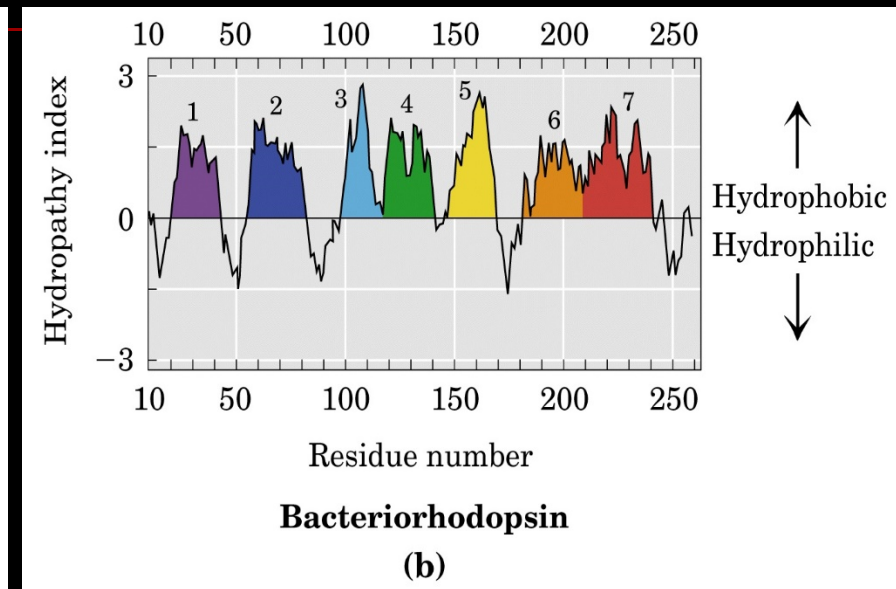 10 50 100 150 200 250
3
1 2 3 4 5 6 7
Hydropathy index
0
−3
Hydrophobic
Hydrophilic
10 50 100 150 200 250
Residue number
Bacteriorhodopsin
(b)